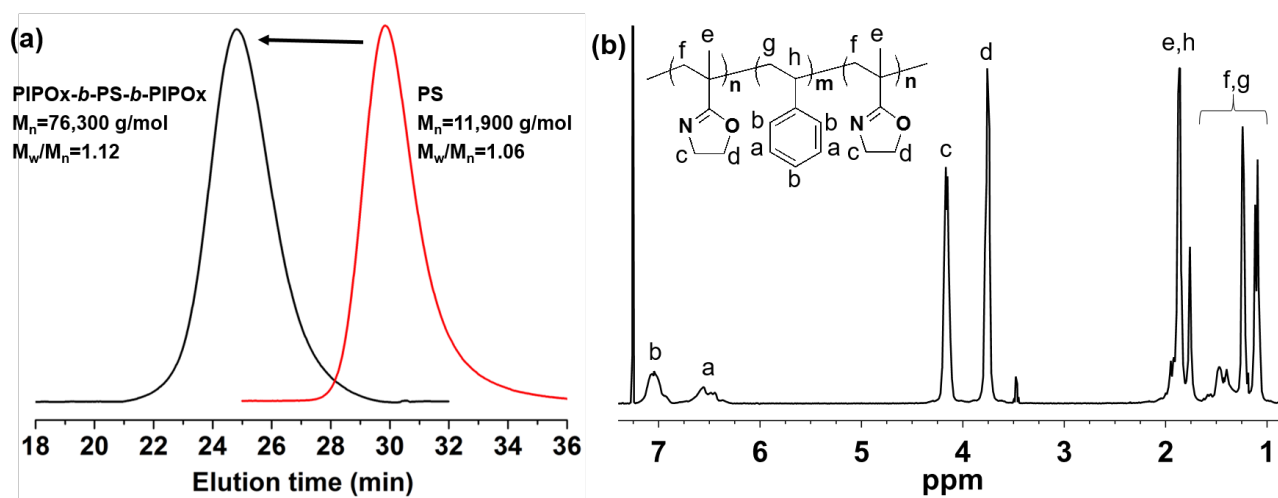 (a)
PIPOx-b-PS-b-PIPOx
Mn=76,300 g/mol
Mw/Mn=1.12
PS
Mn=11,900 g/mol
Mw/Mn=1.06
18 20 22 24 26 28 30 32 34 36
Elution time (min)
(b)
f e g h f e
n m n
N O b b N O
c d a a c d
b
b
a
c
d
e,h
f,g
7 6 5 4 3 2 1
ppm